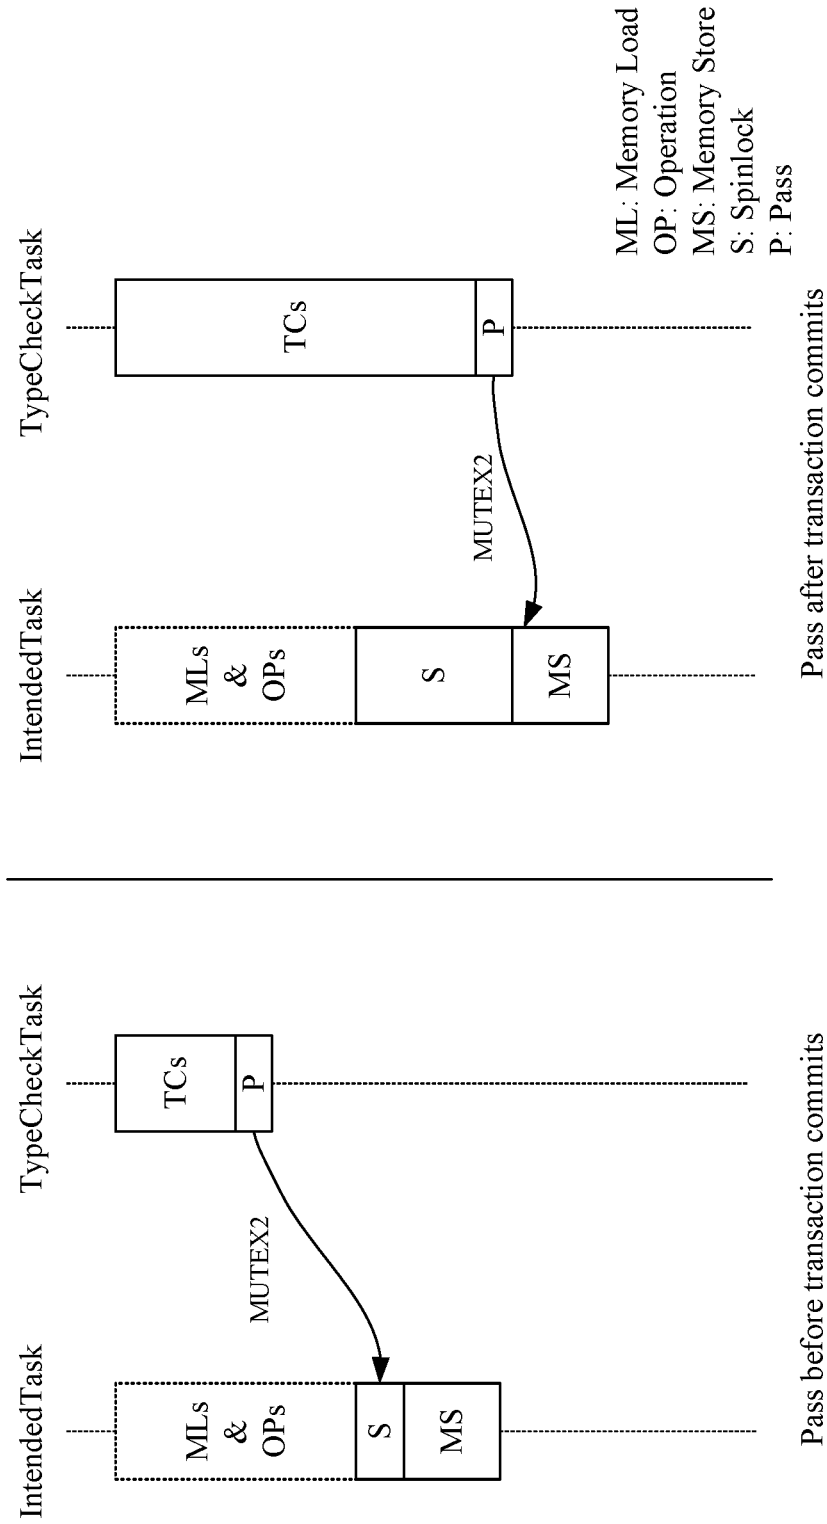 IntendedTask
TypeCheckTask
MLs
&
OPs
S
MS
MUTEX2
TCs
P
Pass before transaction commits
IntendedTask
TypeCheckTask
MLs
&
OPs
S
MS
MUTEX2
TCs
P
ML: Memory Load
OP: Operation
MS: Memory Store
S: Spinlock
P: Pass
Pass after transaction commits